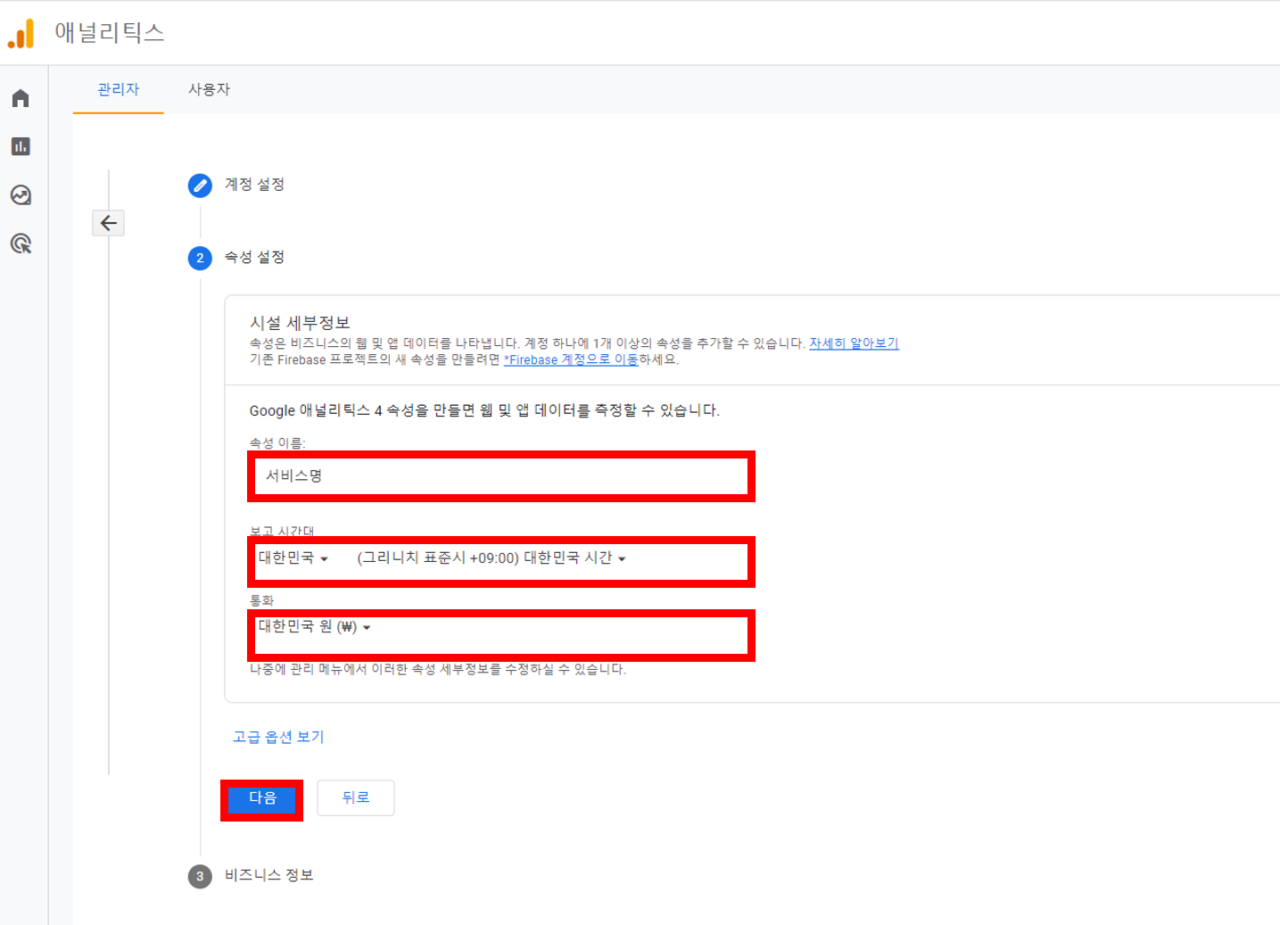 애널리틱스
관리자 사용자
계정 설정
2 속성 설정
시설 세부정보
속성은 비즈니스의 웹 및 앱 데이터를 나타냅니다. 계정 하나에 1개 이상의 속성을 추가할 수 있습니다. 자세히 알아보기
기존 Firebase 프로젝트의 새 속성을 만들려면 *Firebase 계정으로 이동하세요.
Google 애널리틱스 4 속성을 만들면 웹 및 앱 데이터를 측정할 수 있습니다.
속성 이름:
서비스명
보고 시간대
대한민국 (그리니치 표준시 +09:00) 대한민국 시간
통화
대한민국 원 (₩)
나중에 관리 메뉴에서 이러한 속성 세부정보를 수정하실 수 있습니다.
고급 옵션 보기
다음 뒤로
3 비즈니스 정보